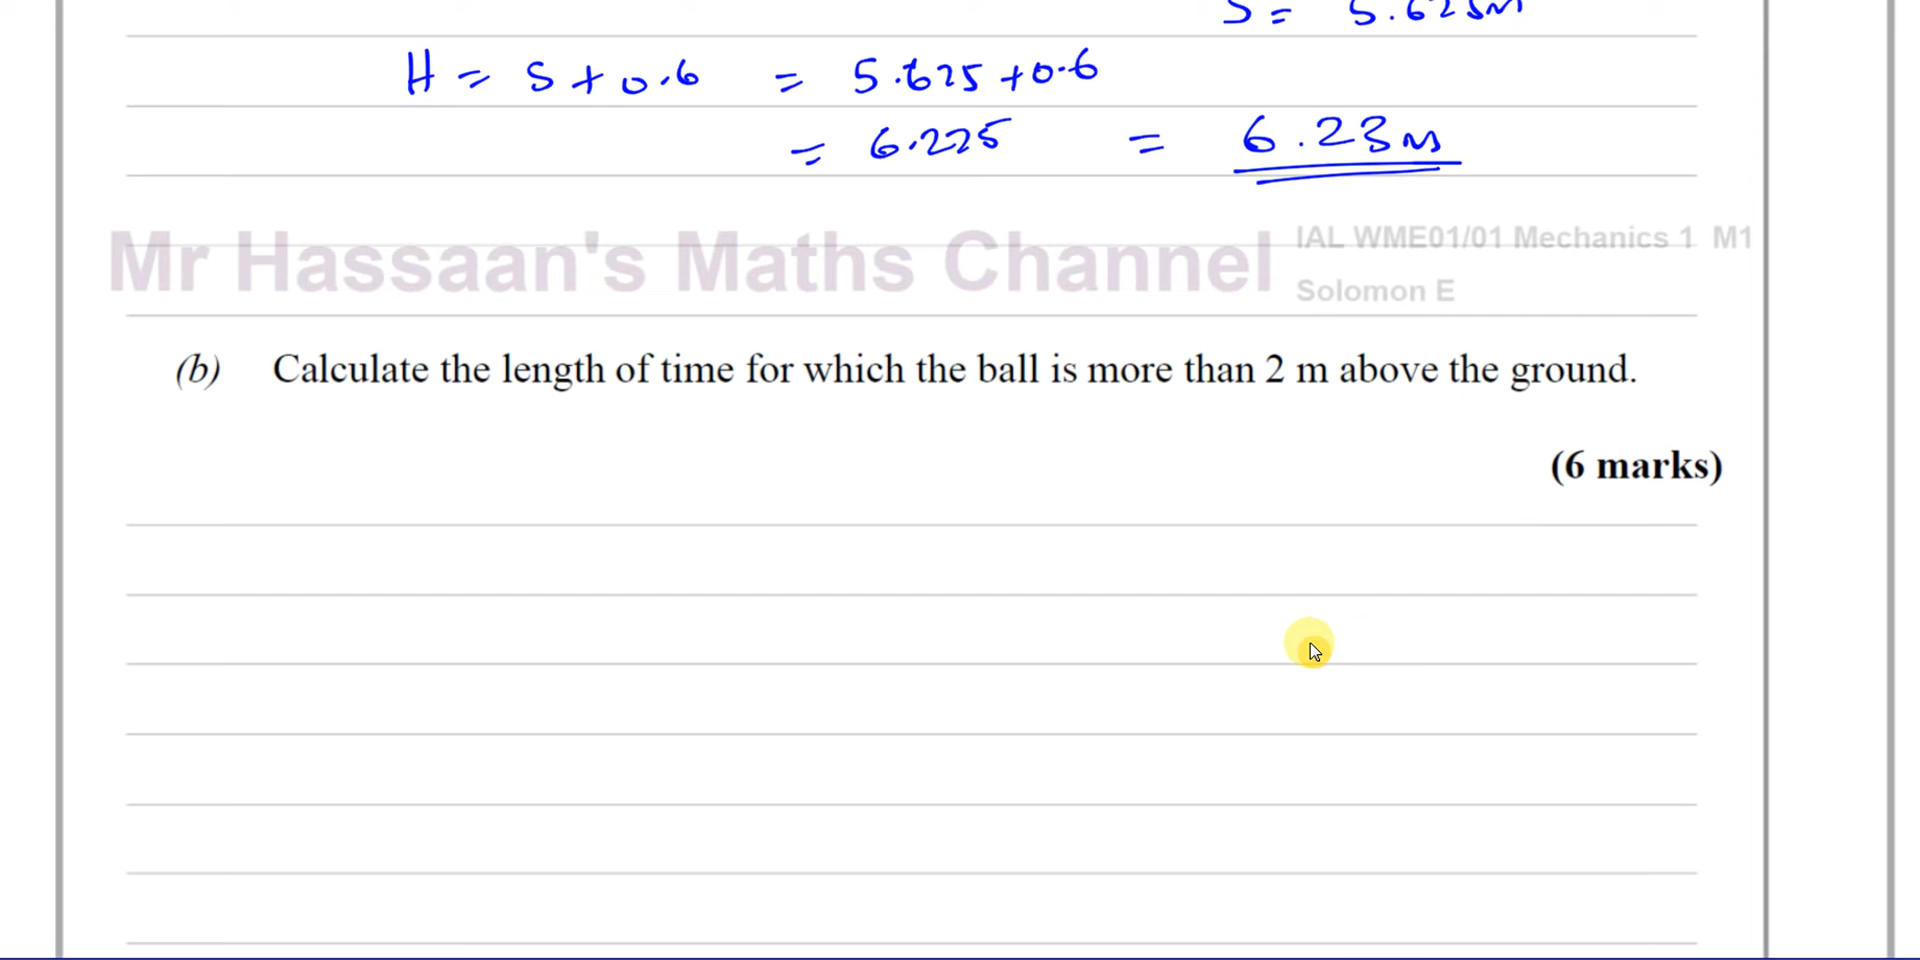 S = 5.625m
H = S + 0.6 = 5.625 + 0.6
= 6.225 = 6.23m
Mr Hassaan's Maths Channel
IAL WME01/01 Mechanics 1 M1
Solomon E
(b) Calculate the length of time for which the ball is more than 2 m above the ground.
(6 marks)